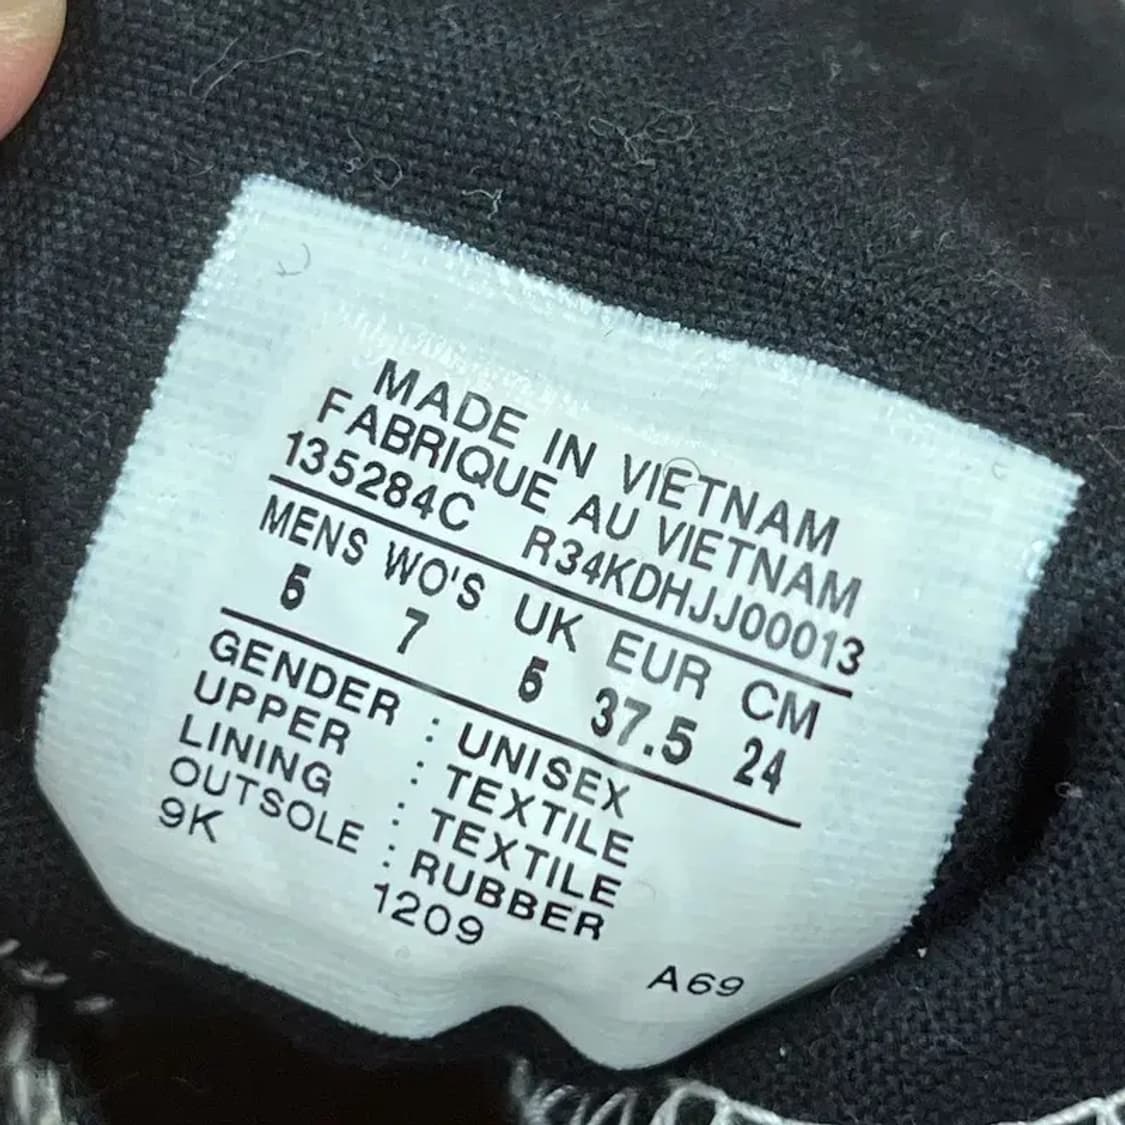 MADE IN VIETNAM
FABRIQUE AU VIETNAM
135284C R34KDHJJ00013
MENS WO'S UK EUR CM
5 7 5 37.5 24
GENDER : UNISEX
UPPER : TEXTILE
LINING : TEXTILE
OUTSOLE : RUBBER
9K 1209
A69